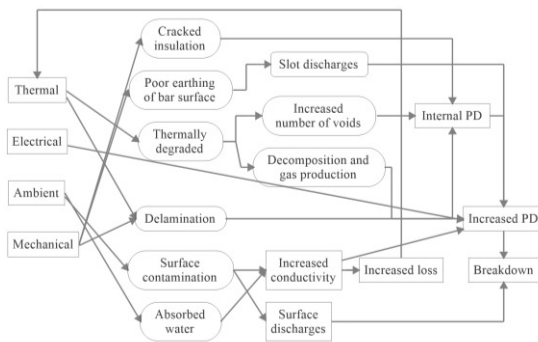 Cracked
insulation
Thermal
Poor earthing
of bar surface
Slot discharges
Increased
number of voids
Internal PD
Electrical
Thermally
degraded
Decomposition and
gas production
Ambient
Delamination
Increased PD
Mechanical
Surface
contamination
Increased
conductivity
Increased loss
Breakdown
Absorbed
water
Surface
discharges